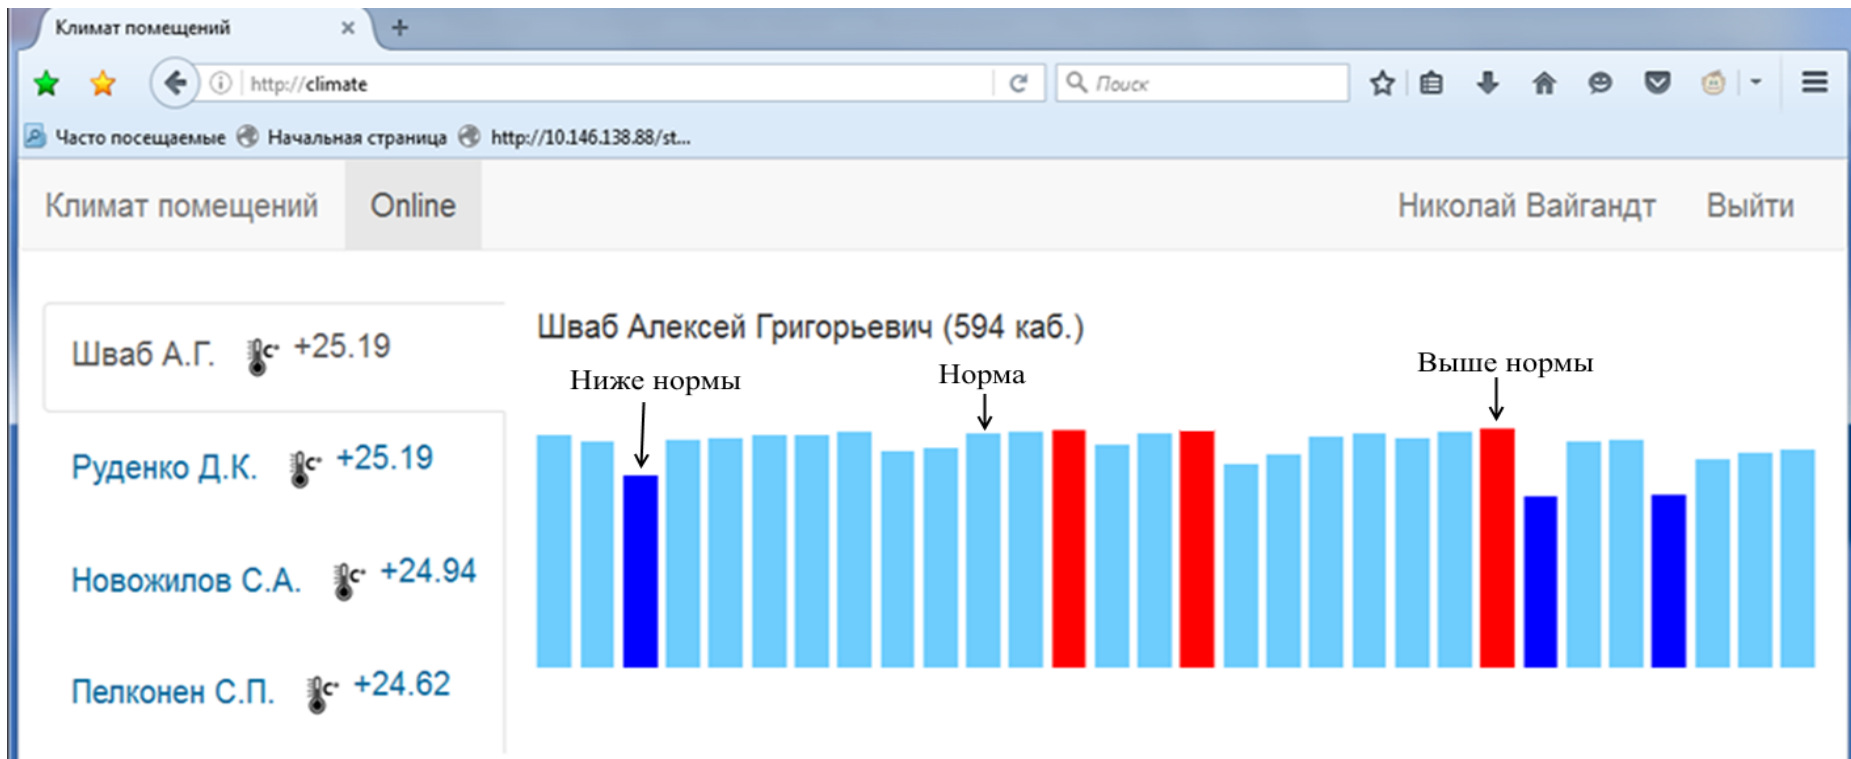 Климат помещений
http://climate
Поиск
Часто посещаемые Начальная страница http://10.146.138.88/st...
Климат помещений Online Николай Вайгандт Выйти
Шваб А.Г. C° +25.19
Руденко Д.К. C° +25.19
Новожилов С.А. C° +24.94
Пелконен С.П. C° +24.62
Шваб Алексей Григорьевич (594 каб.)
Ниже нормы
Норма
Выше нормы